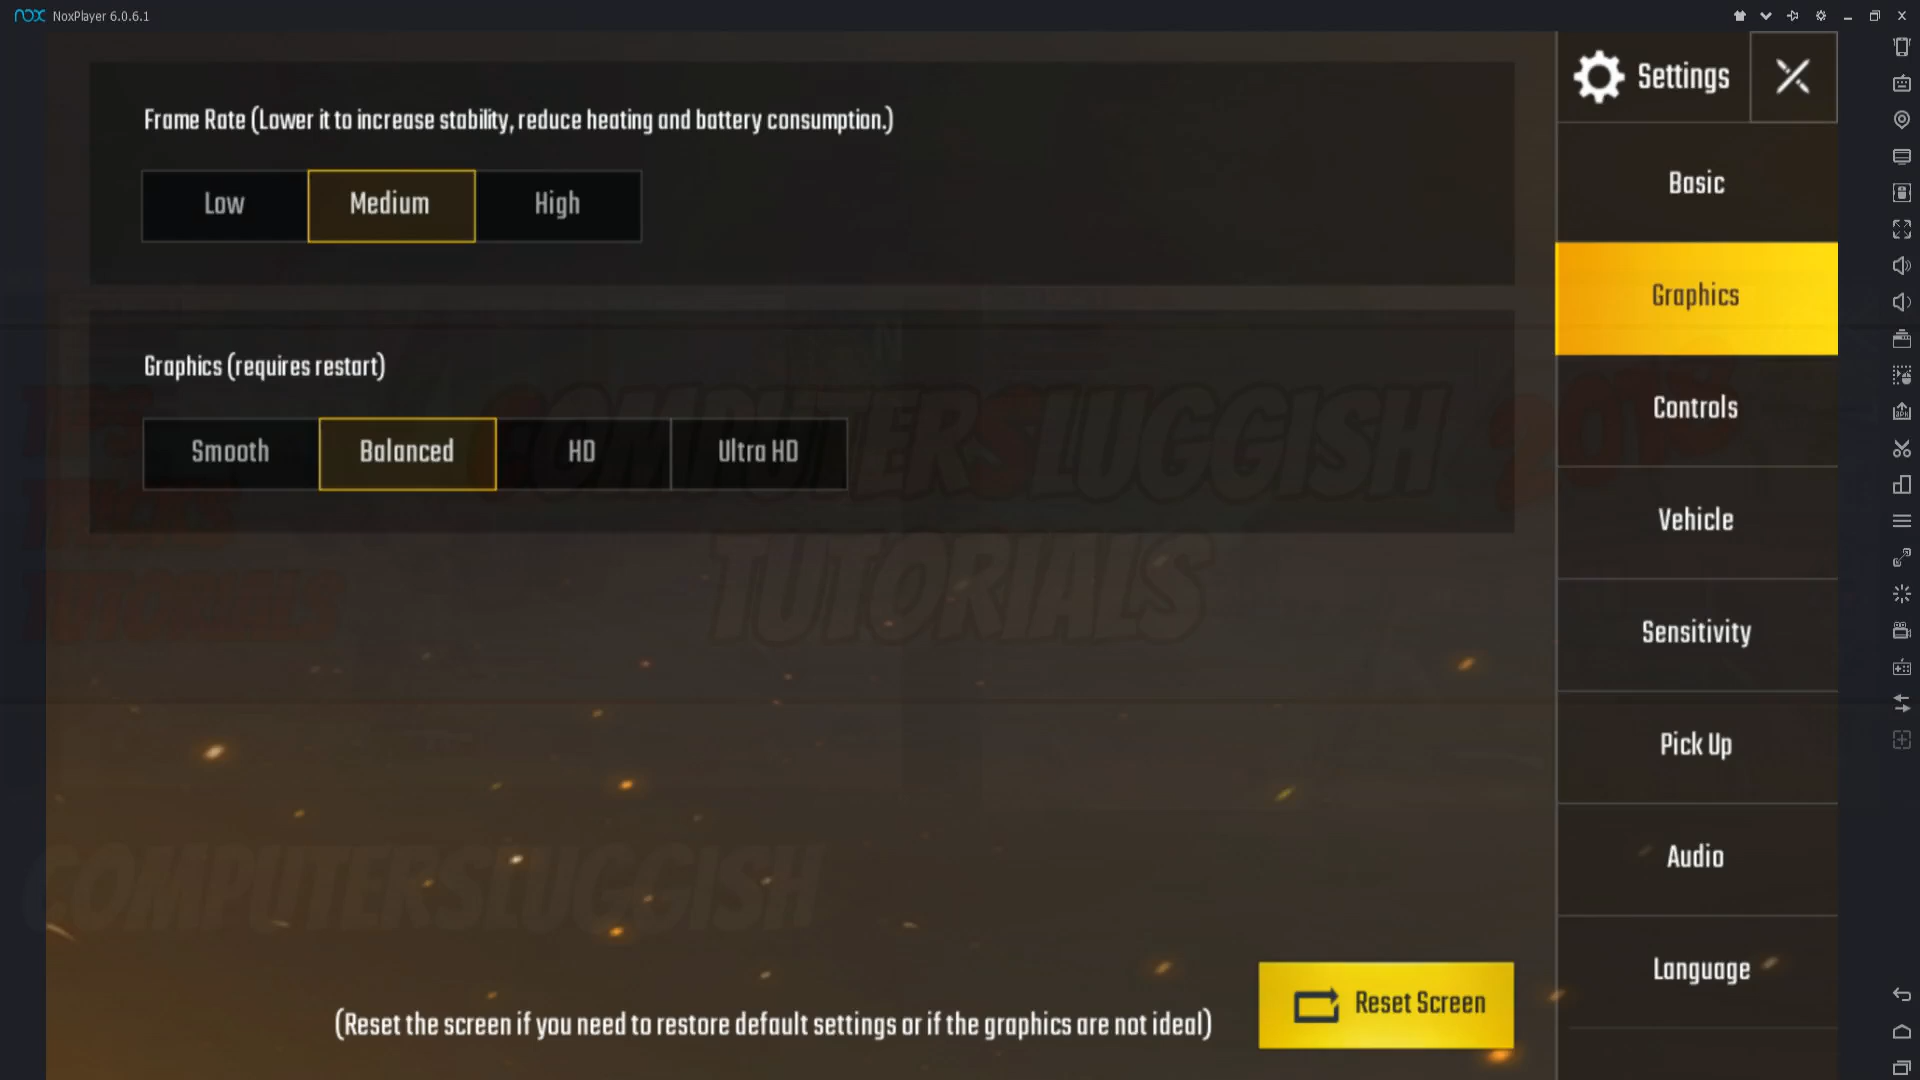 nox NoxPlayer 6.0.6.1
Settings
Frame Rate (Lower it to increase stability, reduce heating and battery consumption.)
Low
Medium
High
Graphics (requires restart)
Smooth
Balanced
HD
Ultra HD
COMPUTERSLUGGISH
TUTORIALS
TUTORIALS
COMPUTERSLUGGISH
(Reset the screen if you need to restore default settings or if the graphics are not ideal)
Reset Screen
Basic
Graphics
Controls
Vehicle
Sensitivity
Pick Up
Audio
Language